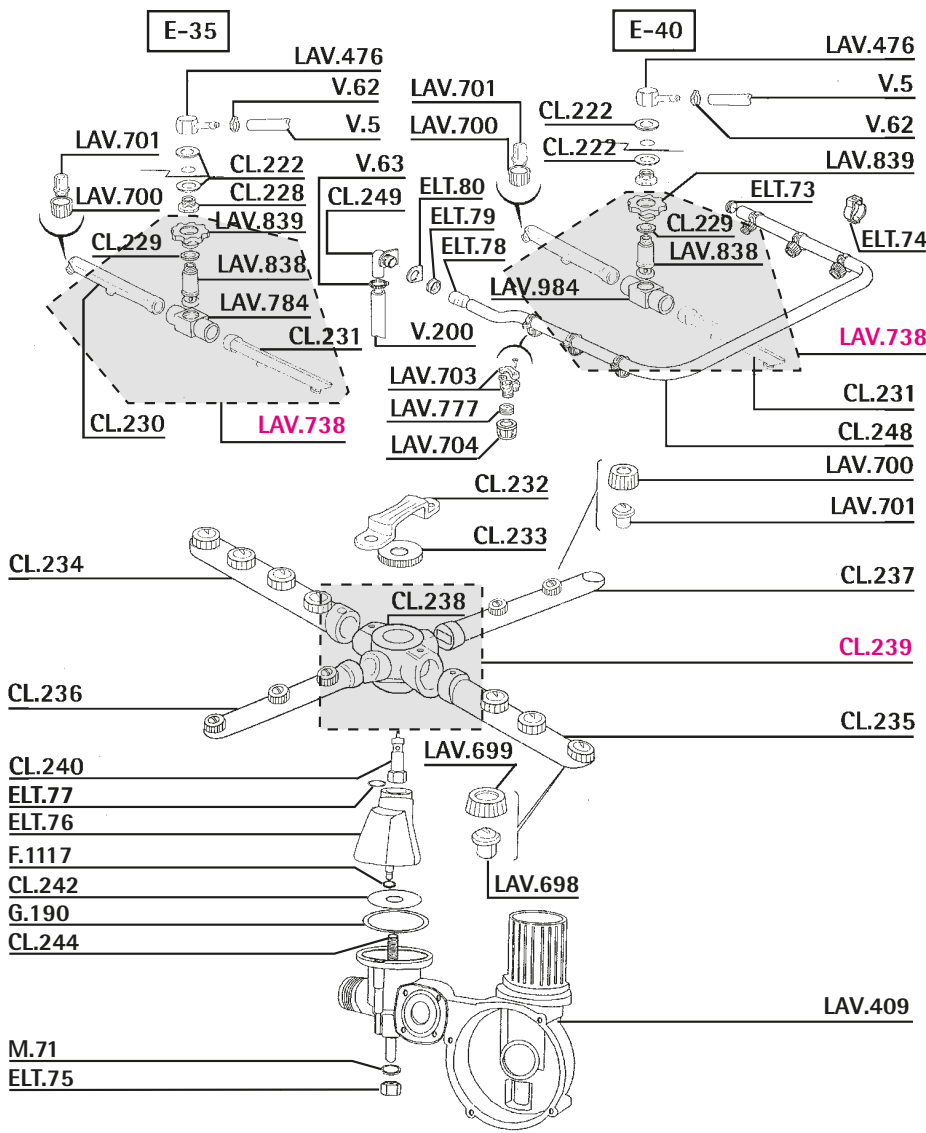 E-35
E-40
LAV.476
LAV.476
V.62
V.5
LAV.701
V.5
LAV.701
CL.222
V.62
LAV.700
CL.222
V.63
CL.222
LAV.839
CL.249
ELT.80
ELT.73
LAV.700
CL.228
ELT.79
LAV.839
CL.229
ELT.74
CL.229
ELT.78
LAV.838
LAV.838
LAV.984
LAV.784
CL.231
V.200
LAV.738
LAV.703
CL.231
LAV.777
CL.230
LAV.738
LAV.704
CL.248
LAV.700
CL.232
LAV.701
CL.233
CL.234
CL.237
CL.238
CL.239
CL.236
CL.235
LAV.699
CL.240
ELT.77
ELT.76
F.1117
CL.242
LAV.698
G.190
CL.244
LAV.409
M.71
ELT.75